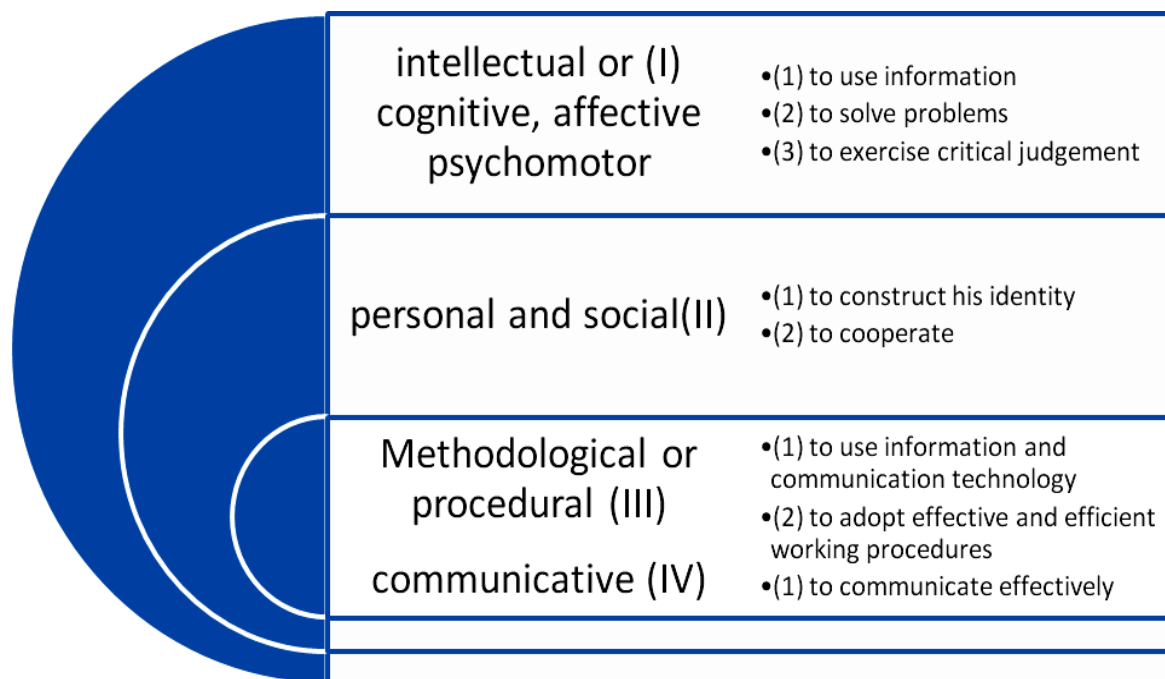 intellectual or (I)
cognitive, affective
psychomotor
•(1) to use information
•(2) to solve problems
•(3) to exercise critical judgement
personal and social(II)
•(1) to construct his identity
•(2) to cooperate
Methodological or
procedural (III)
communicative (IV)
•(1) to use information and
communication technology
•(2) to adopt effective and efficient
working procedures
•(1) to communicate effectively